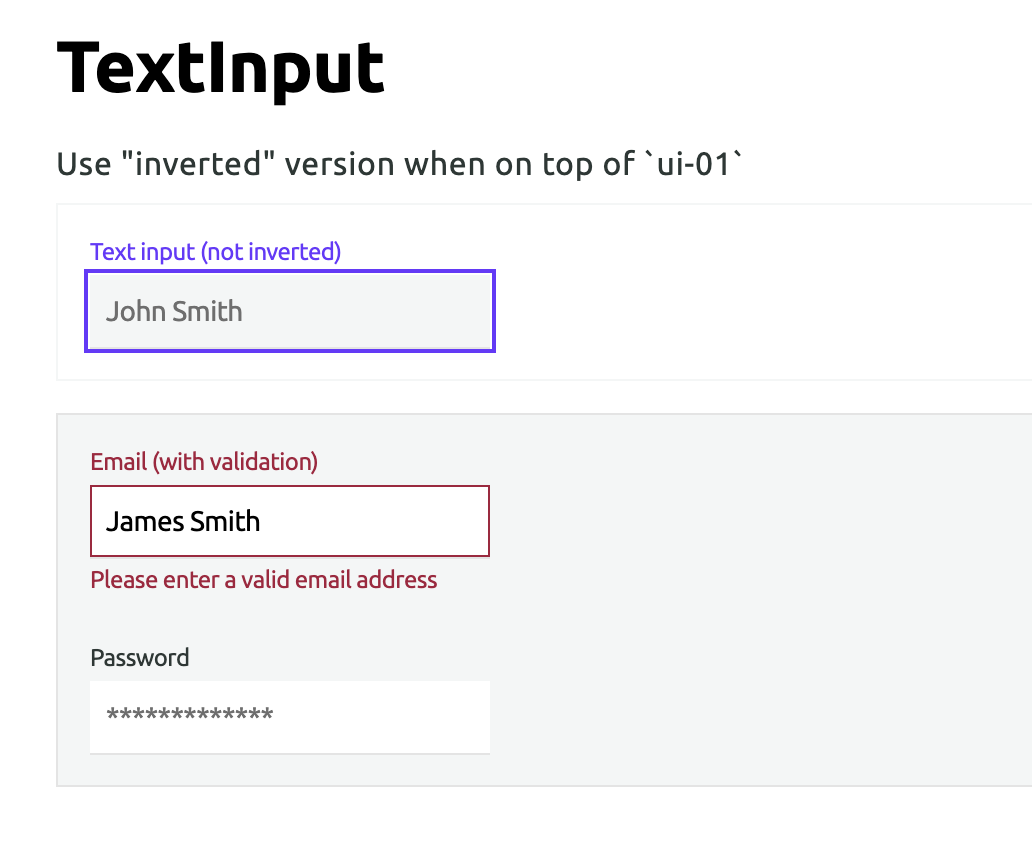 TextInput
Use "inverted" version when on top of `ui-01`
Text input (not inverted)
John Smith
Email (with validation)
James Smith
Please enter a valid email address
Password
*************